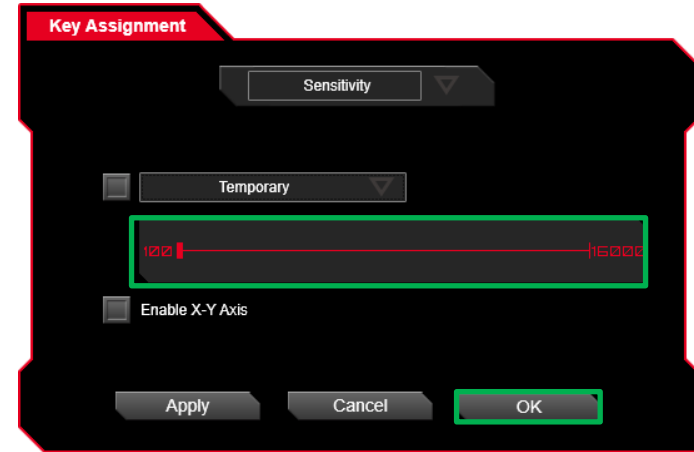 Key Assignment
Sensitivity
Temporary
100 16000
Enable X-Y Axis
Apply Cancel OK